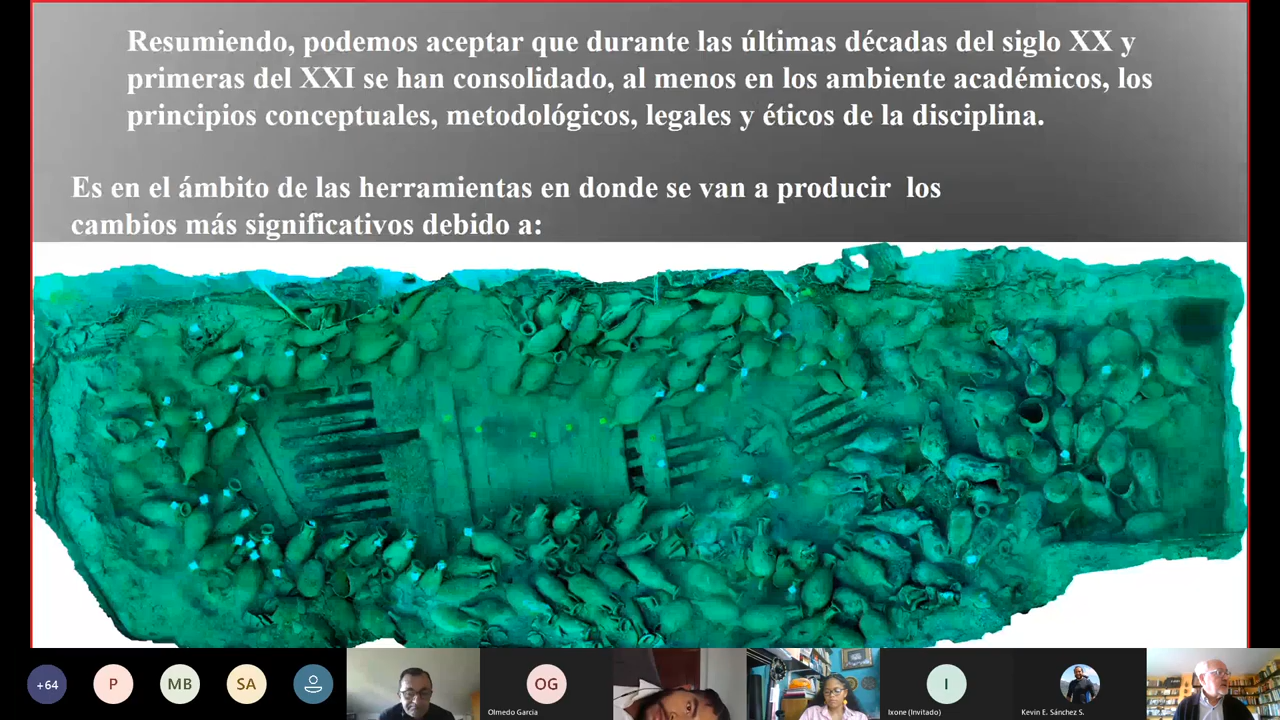 Resumiendo, podemos aceptar que durante las últimas décadas del siglo XX y
primeras del XXI se han consolidado, al menos en los ambiente académicos, los
principios conceptuales, metodológicos, legales y éticos de la disciplina.
Es en el ámbito de las herramientas en donde se van a producir los
cambios más significativos debido a:
+64
P
MB
SA
OG
Olmedo Garcia
I
Ixone (Invitado)
Kevin E. Sánchez S.